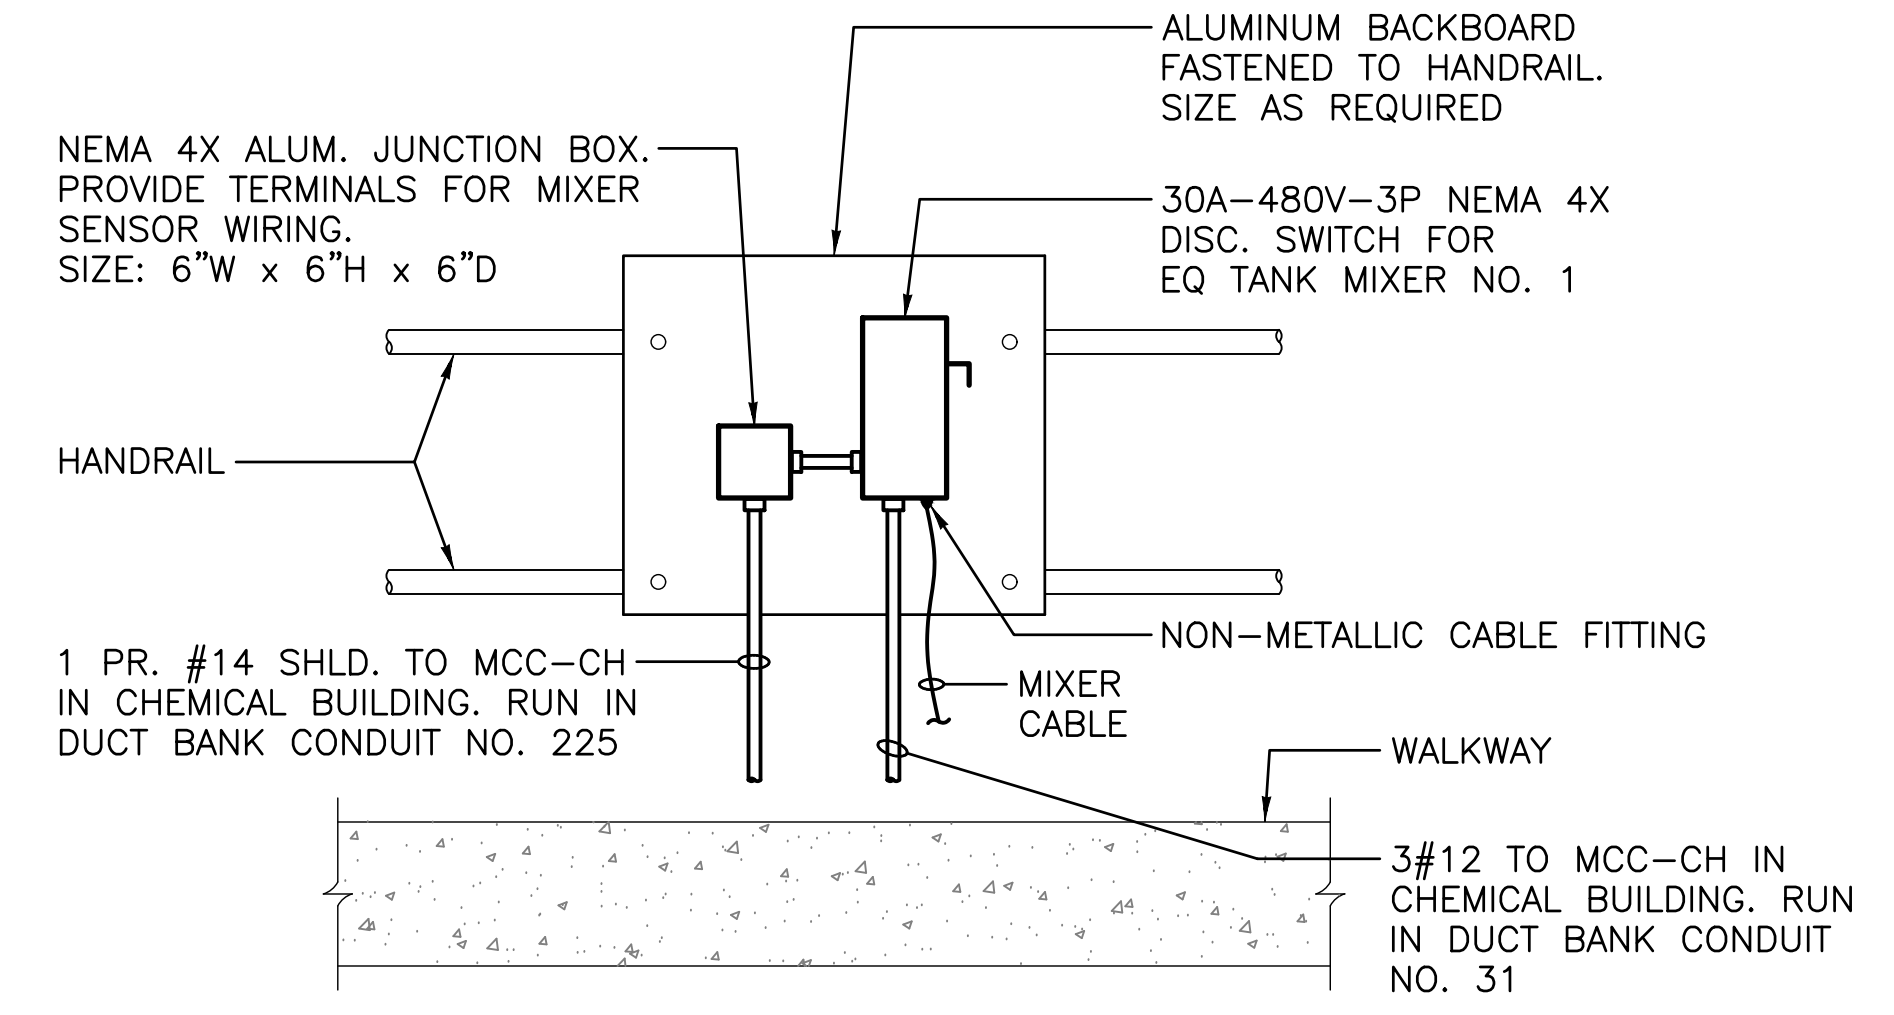 ALUMINUM BACKBOARD
FASTENED TO HANDRAIL.
SIZE AS REQUIRED
NEMA 4X ALUM. JUNCTION BOX.
PROVIDE TERMINALS FOR MIXER
SENSOR WIRING.
SIZE: 6”W x 6”H x 6”D
30A-480V-3P NEMA 4X
DISC. SWITCH FOR
EQ TANK MIXER NO. 1
HANDRAIL
NON-METALLIC CABLE FITTING
1 PR. #14 SHLD. TO MCC-CH
IN CHEMICAL BUILDING. RUN IN
DUCT BANK CONDUIT NO. 225
MIXER
CABLE
WALKWAY
3#12 TO MCC-CH IN
CHEMICAL BUILDING. RUN
IN DUCT BANK CONDUIT
NO. 31